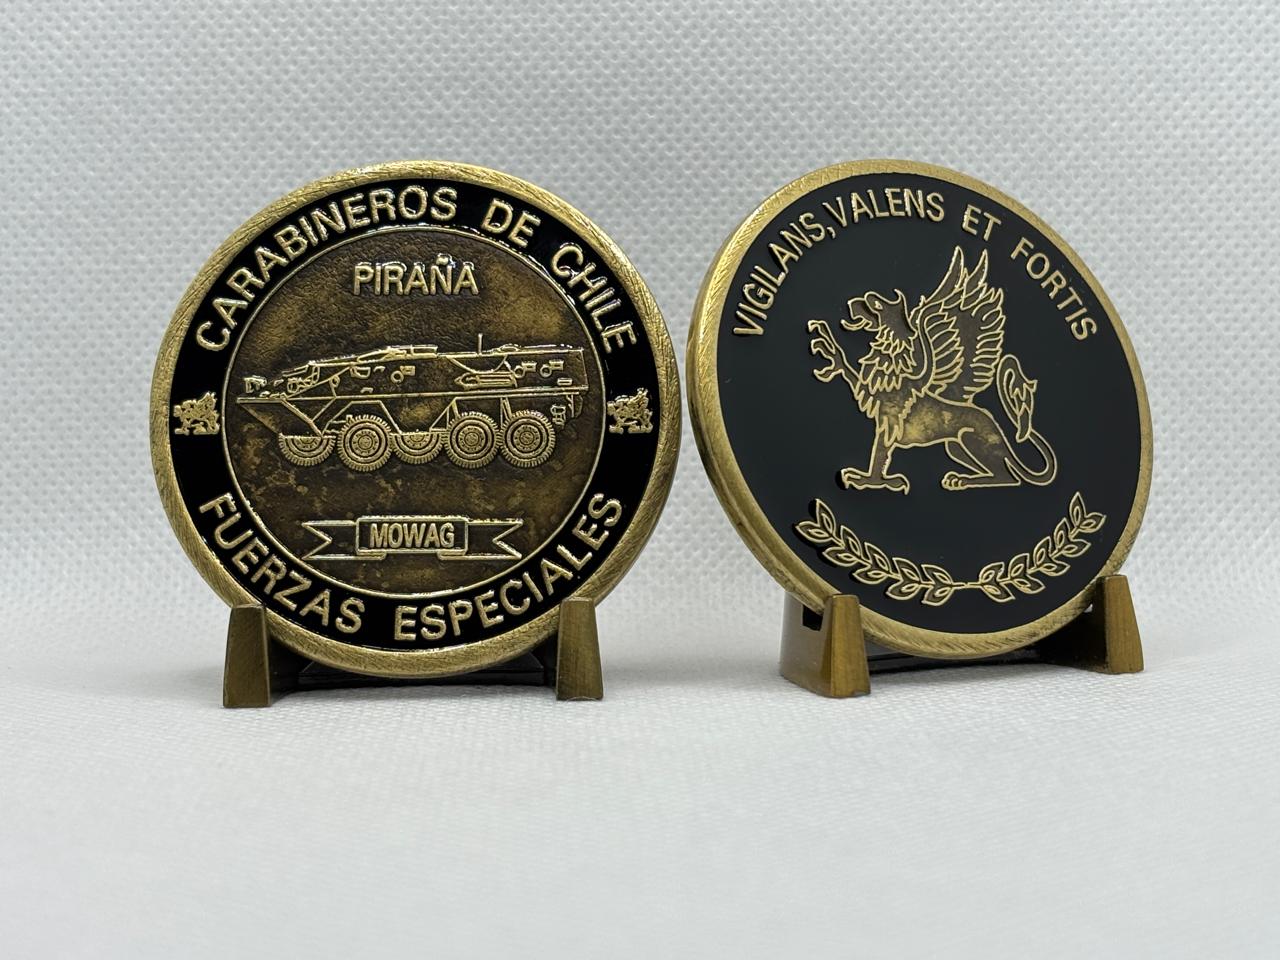 CARABINEROS DE CHILE
PIRAÑA
MOWAG
FUERZAS ESPECIALES
VIGILANS, VALENS ET FORTIS